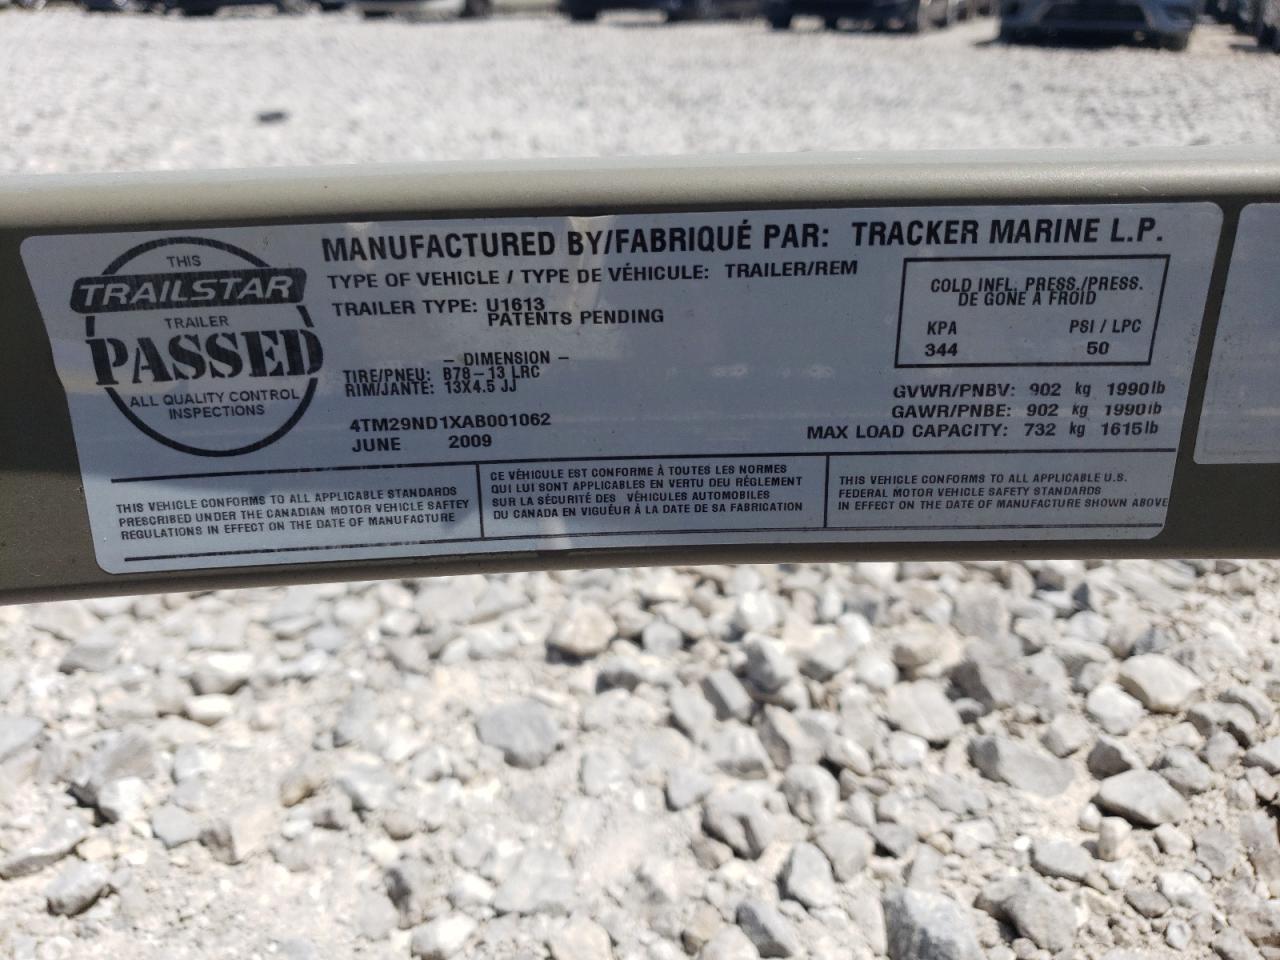 THIS
TRAILSTAR
TRAILER
PASSED
ALL QUALITY CONTROL
INSPECTIONS
MANUFACTURED BY/FABRIQUÉ PAR: TRACKER MARINE L.P.
TYPE OF VEHICLE / TYPE DE VÉHICULE: TRAILER/REM
TRAILER TYPE: U1613
PATENTS PENDING
- DIMENSION -
TIRE/PNEU: B78-13 LRC
RIM/JANTE: 13X4.5 JJ
4TM29ND1XAB001062
JUNE 2009
COLD INFL. PRESS./PRESS.
DE GONE A FROID
KPA PSI / LPC
344 50
GVWR/PNBV: 902 kg 1990 lb
GAWR/PNBE: 902 kg 1990 lb
MAX LOAD CAPACITY: 732 kg 1615 lb
THIS VEHICLE CONFORMS TO ALL APPLICABLE STANDARDS
PRESCRIBED UNDER THE CANADIAN MOTOR VEHICLE SAFTEY
REGULATIONS IN EFFECT ON THE DATE OF MANUFACTURE
CE VÉHICULE EST CONFORME À TOUTES LES NORMES
QUI LUI SONT APPLICABLES EN VERTU DEU RÉGLEMENT
SUR LA SÉCURITÉ DES VÉHICULES AUTOMOBILES
DU CANADA EN VIGUÉUR À LA DATE DE SA FABRICATION
THIS VEHICLE CONFORMS TO ALL APPLICABLE U.S.
FEDERAL MOTOR VEHICLE SAFETY STANDARDS
IN EFFECT ON THE DATE OF MANUFACTURE SHOWN ABOVE